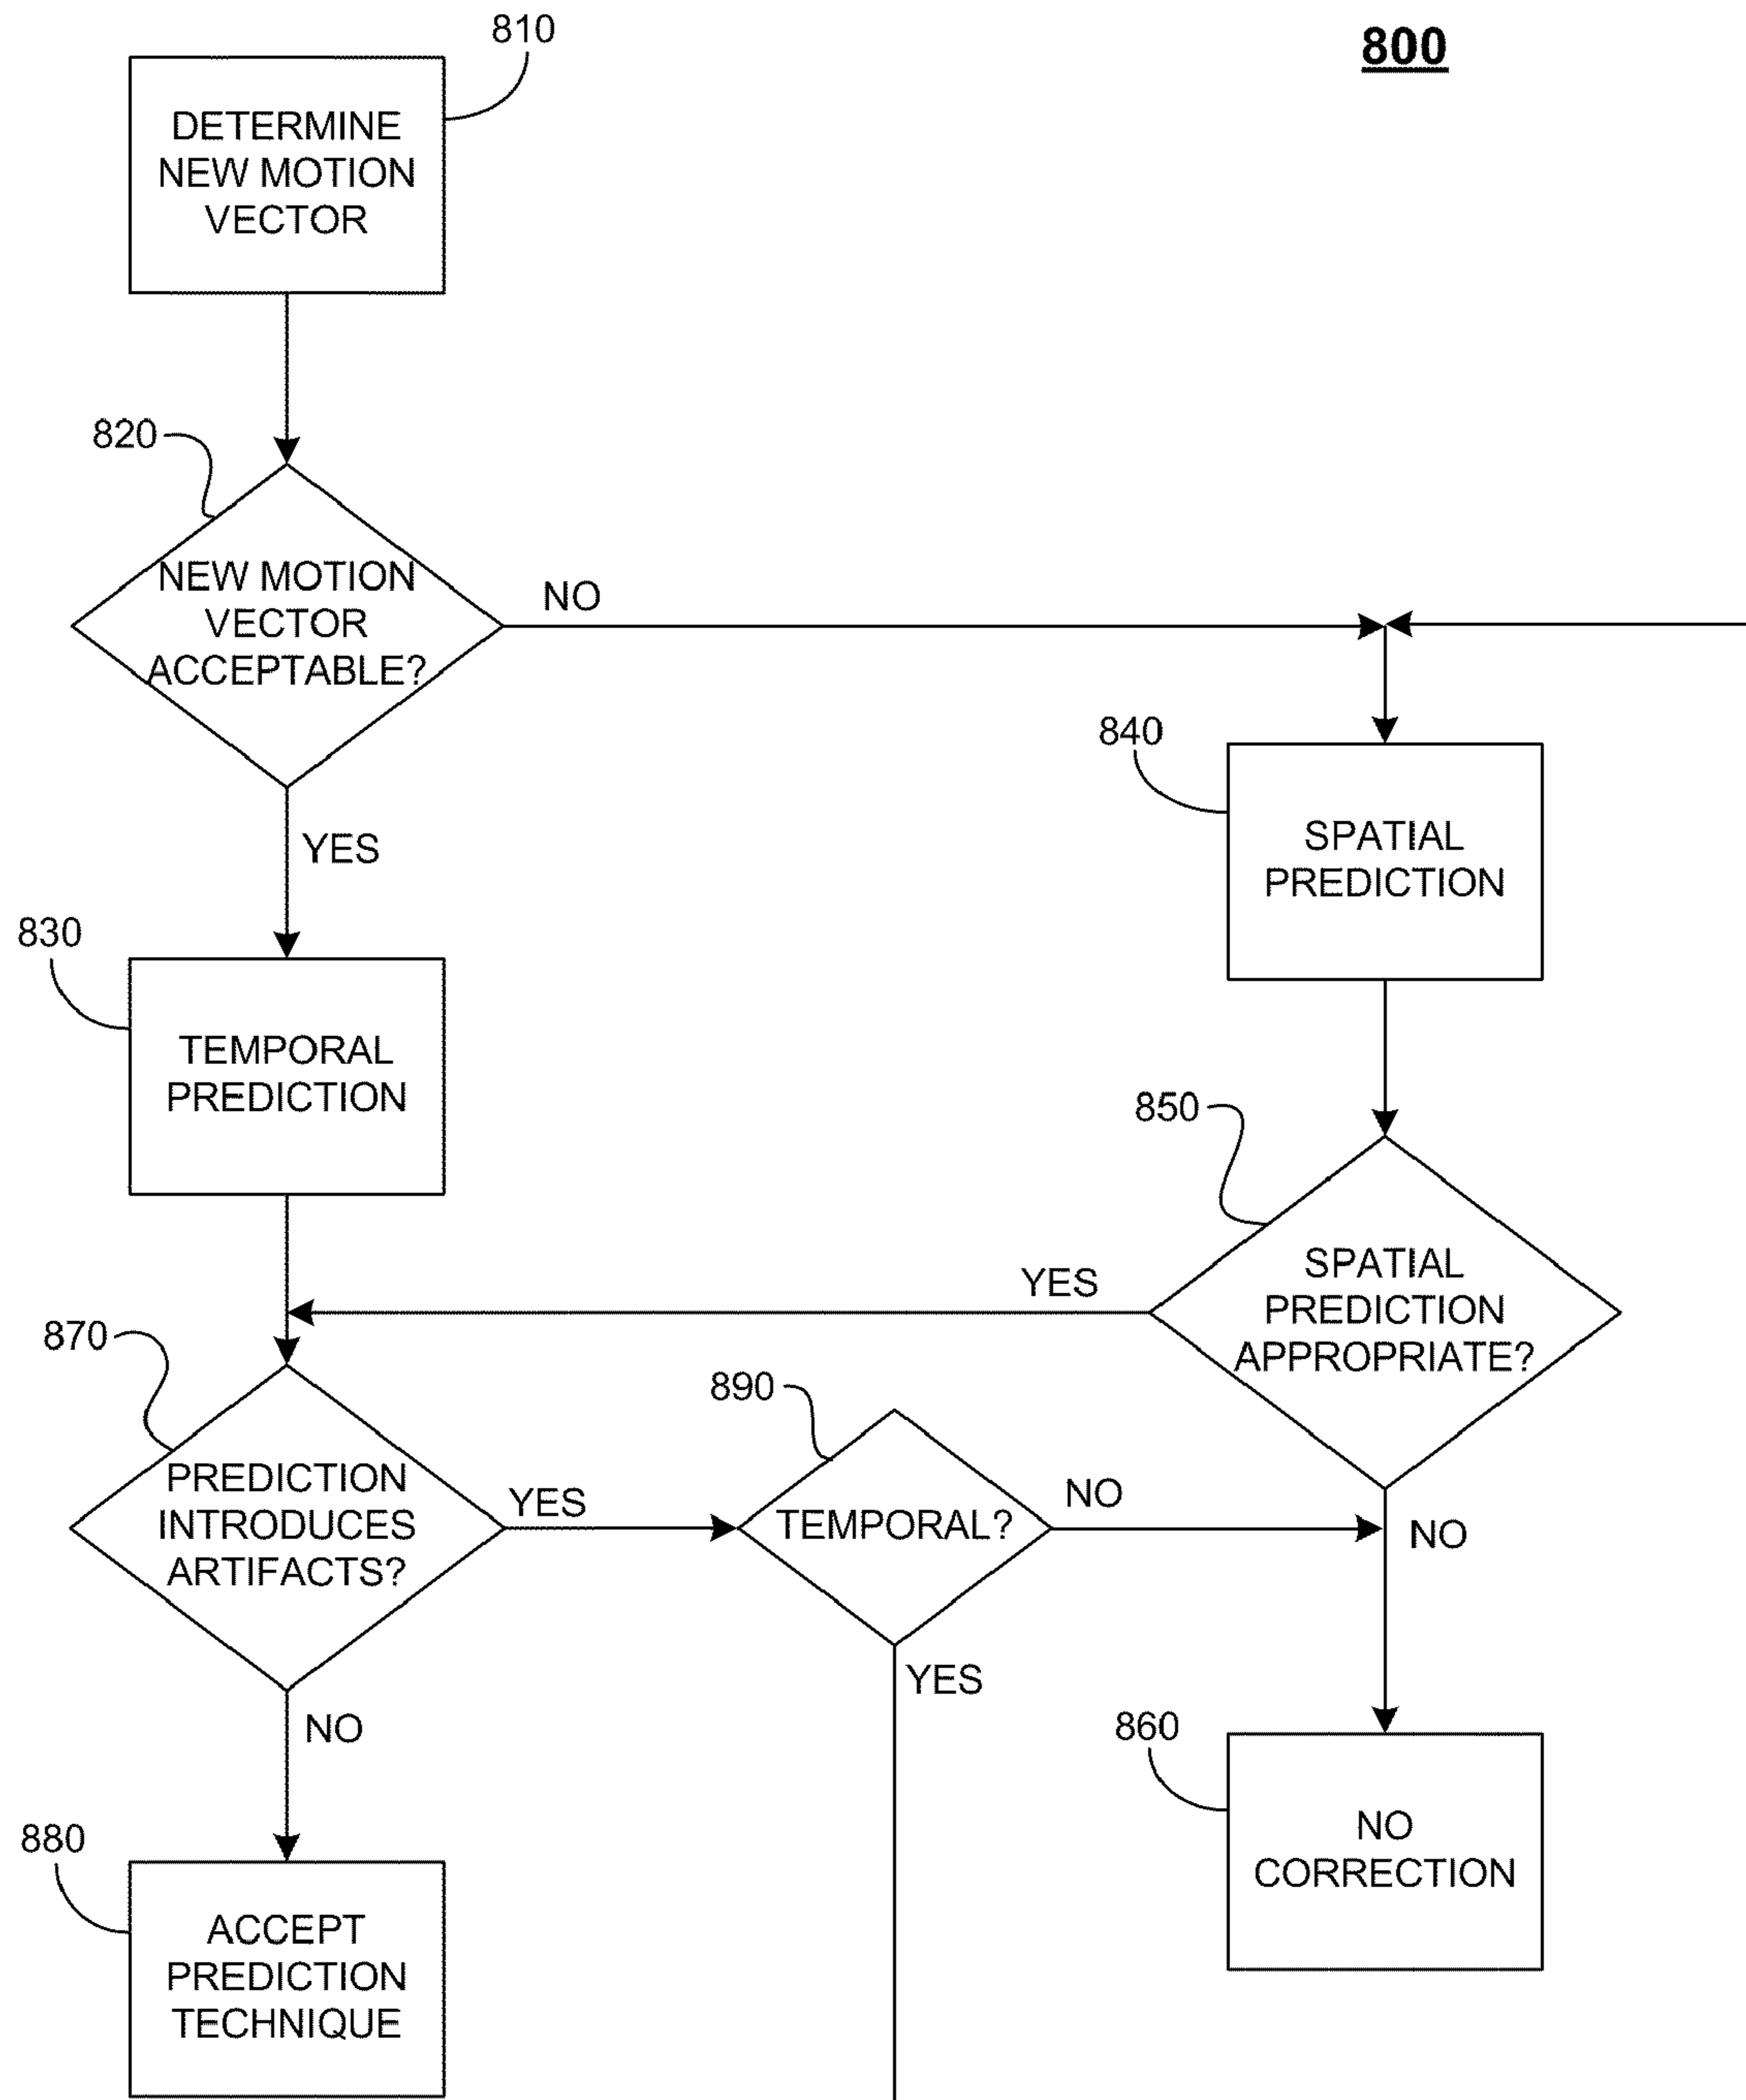 810
800
DETERMINE
NEW MOTION
VECTOR
820
NEW MOTION
VECTOR
ACCEPTABLE?
NO
YES
840
SPATIAL
PREDICTION
830
TEMPORAL
PREDICTION
850
SPATIAL
PREDICTION
APPROPRIATE?
YES
NO
870
PREDICTION
INTRODUCES
ARTIFACTS?
YES
NO
890
TEMPORAL?
NO
YES
860
NO
CORRECTION
880
ACCEPT
PREDICTION
TECHNIQUE